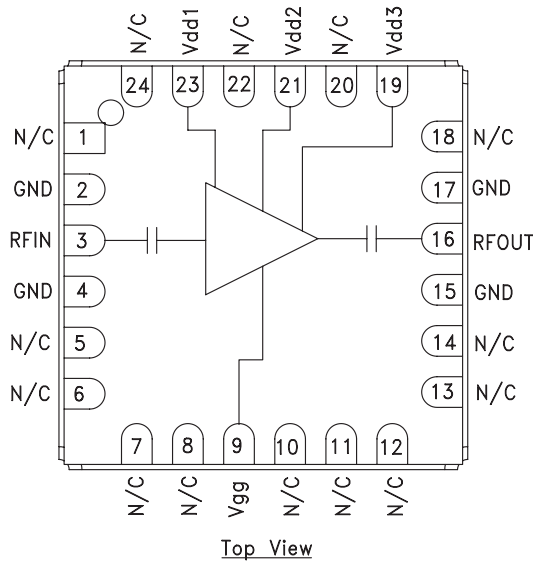 N/C Vdd1 N/C Vdd2 N/C Vdd3
24 23 22 21 20 19
N/C 1 18 N/C
GND 2 17 GND
RFIN 3 16 RFOUT
GND 4 15 GND
N/C 5 14 N/C
N/C 6 13 N/C
7 8 9 10 11 12
N/C N/C Vgg N/C N/C N/C
Top View